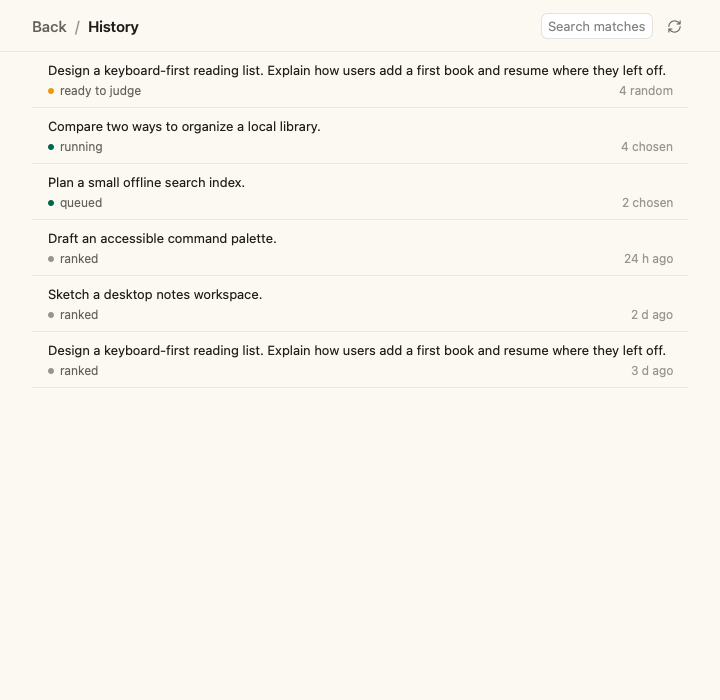 Back / History
Search matches
Design a keyboard-first reading list. Explain how users add a first book and resume where they left off.
ready to judge
4 random
Compare two ways to organize a local library.
running
4 chosen
Plan a small offline search index.
queued
2 chosen
Draft an accessible command palette.
ranked
24 h ago
Sketch a desktop notes workspace.
ranked
2 d ago
Design a keyboard-first reading list. Explain how users add a first book and resume where they left off.
ranked
3 d ago